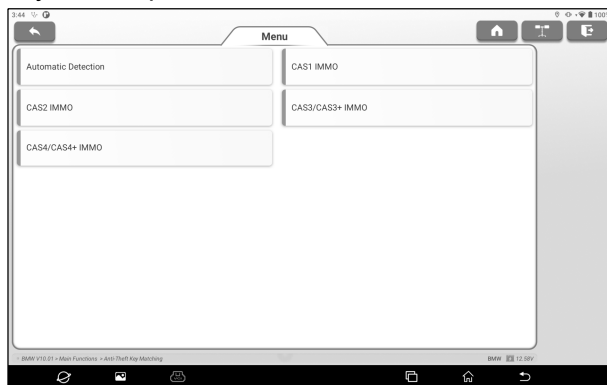 3:44 100%
Menu
Automatic Detection CAS1 IMMO
CAS2 IMMO CAS3/CAS3+ IMMO
CAS4/CAS4+ IMMO
BMW V10.01 > Main Functions > Anti-Theft Key Matching BMW 12.58V